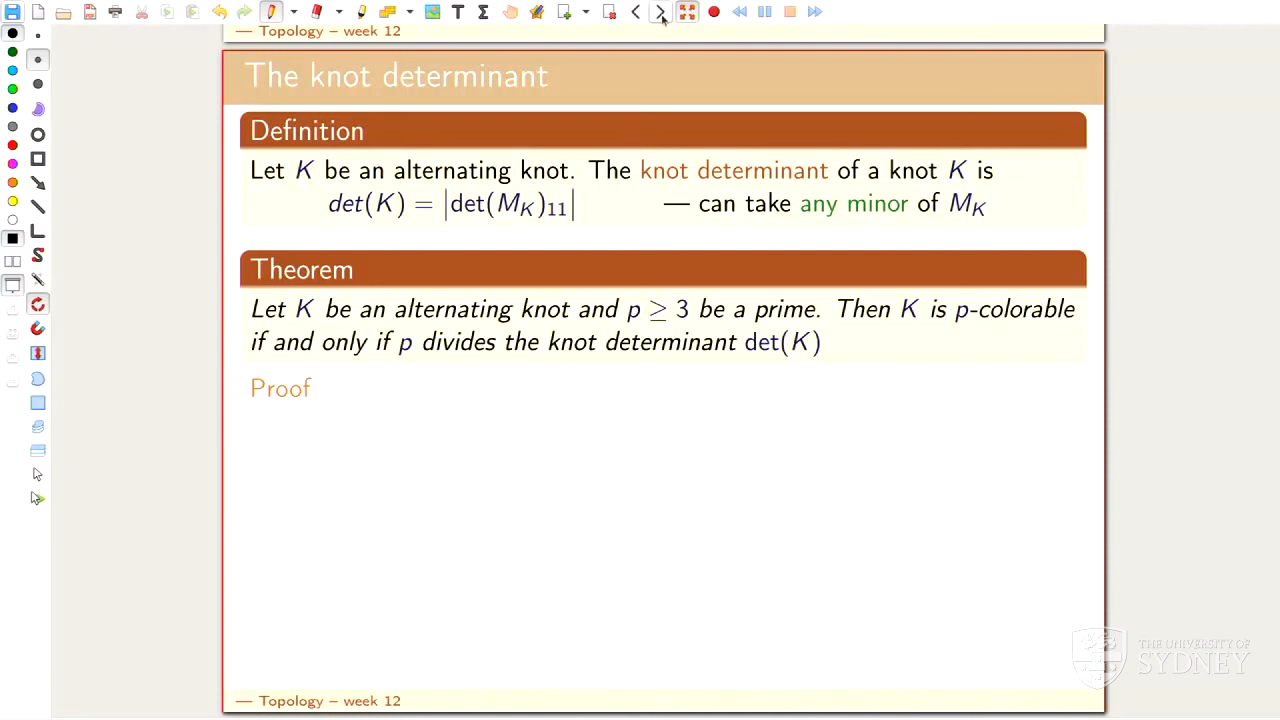 — Topology – week 12
The knot determinant
Definition
Let K be an alternating knot. The knot determinant of a knot K is
det(K) = |det(M_K)_11| — can take any minor of M_K
Theorem
Let K be an alternating knot and p ≥ 3 be a prime. Then K is p-colorable
if and only if p divides the knot determinant det(K)
Proof
THE UNIVERSITY OF
SYDNEY
— Topology – week 12